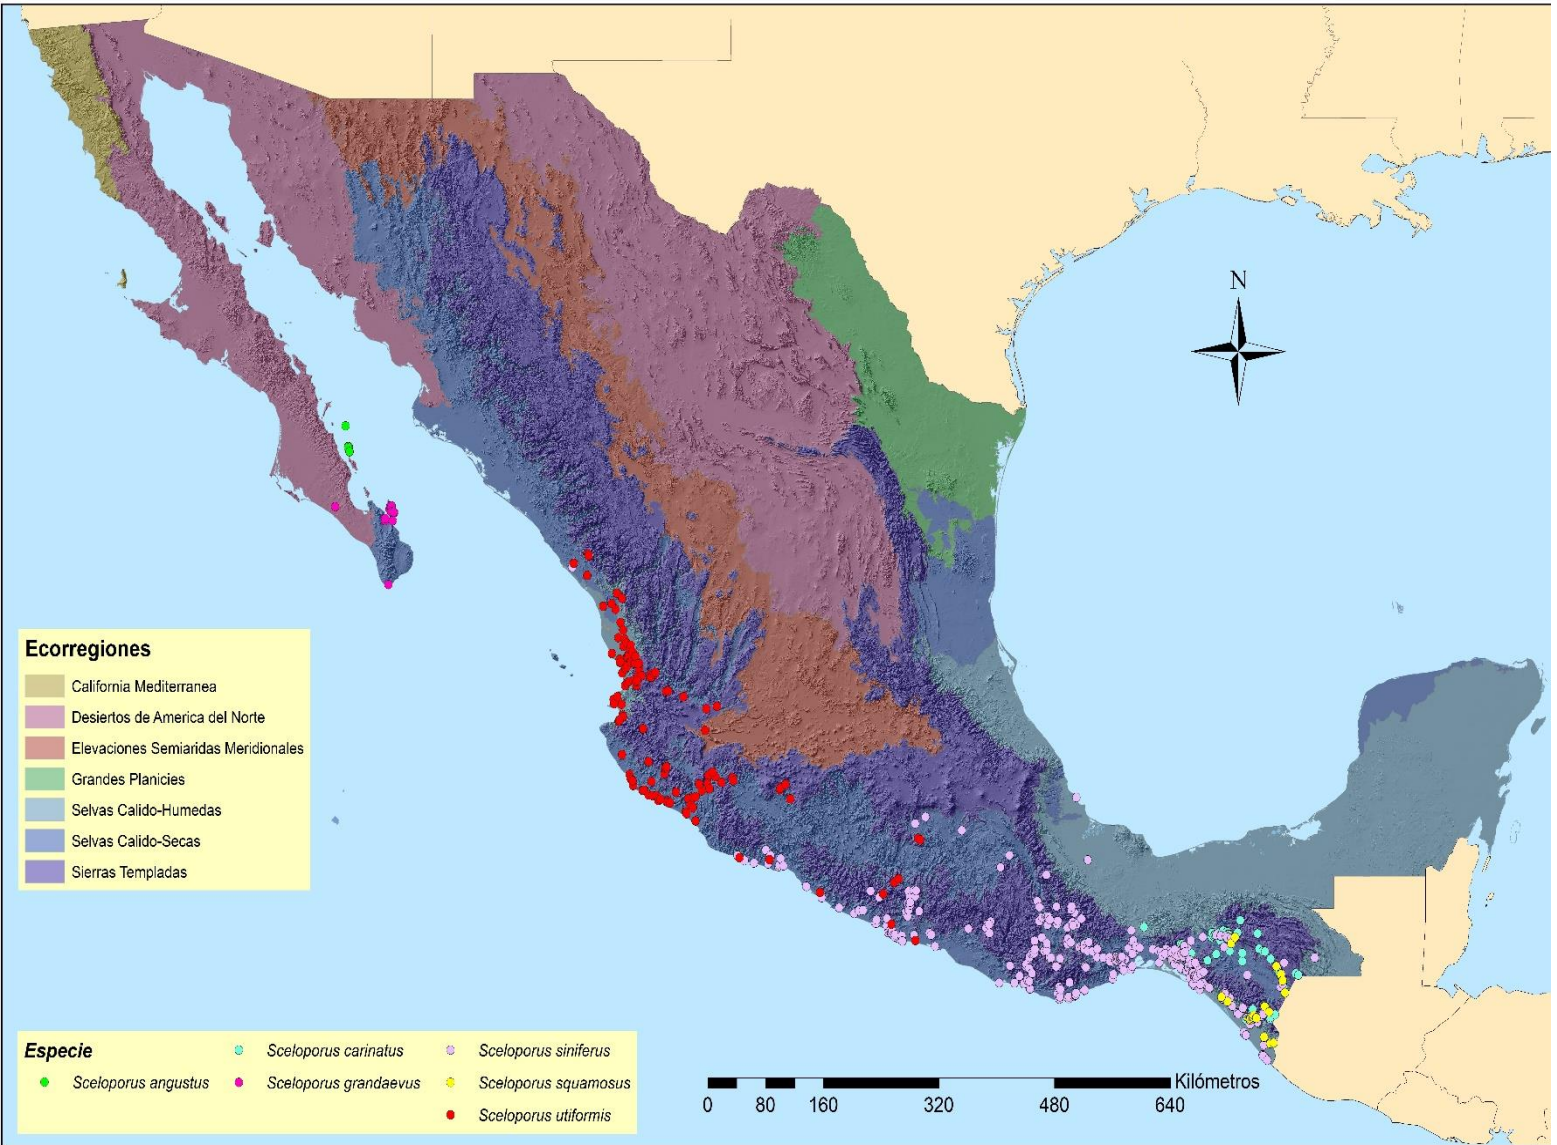 N
Ecorregiones
California Mediterranea
Desiertos de America del Norte
Elevaciones Semiaridas Meridionales
Grandes Planicies
Selvas Calido-Humedas
Selvas Calido-Secas
Sierras Templadas
Especie
Sceloporus angustus
Sceloporus carinatus
Sceloporus grandaevus
Sceloporus siniferus
Sceloporus squamosus
Sceloporus utiformis
Kilómetros
0 80 160 320 480 640